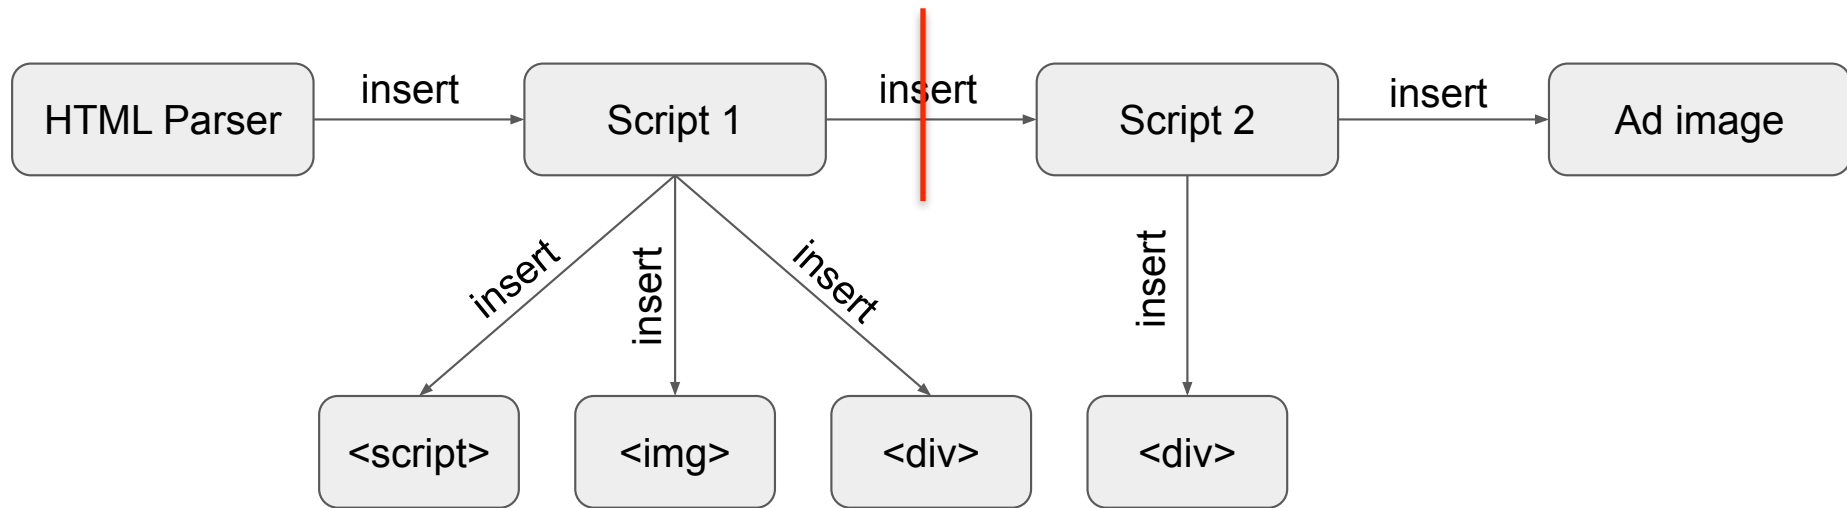 insert
insert
insert
HTML Parser
Script 1
Script 2
Ad image
insert
insert
insert
insert
<script>
<img>
<div>
<div>